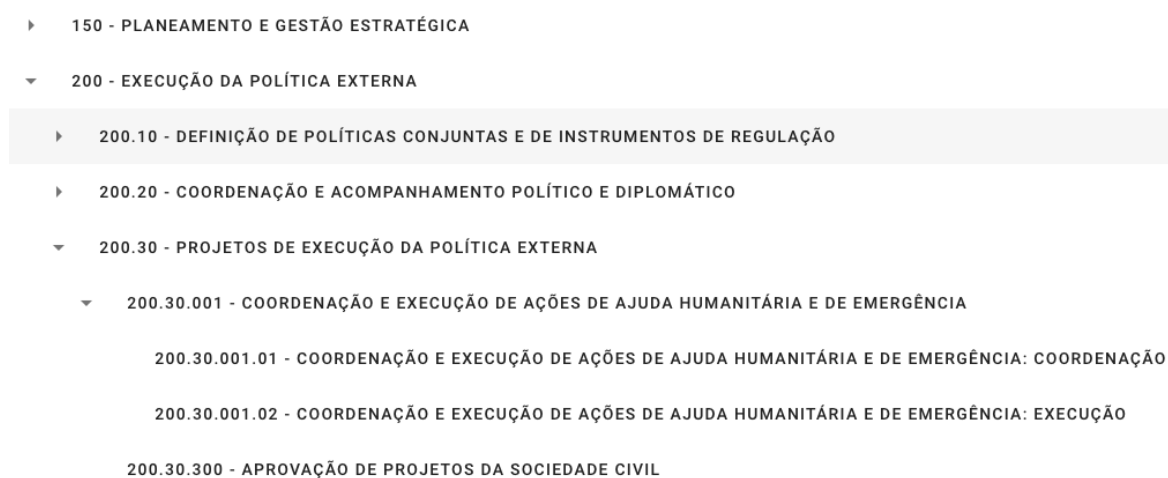 150 - PLANEAMENTO E GESTÃO ESTRATÉGICA
200 - EXECUÇÃO DA POLÍTICA EXTERNA
200.10 - DEFINIÇÃO DE POLÍTICAS CONJUNTAS E DE INSTRUMENTOS DE REGULAÇÃO
200.20 - COORDENAÇÃO E ACOMPANHAMENTO POLÍTICO E DIPLOMÁTICO
200.30 - PROJETOS DE EXECUÇÃO DA POLÍTICA EXTERNA
200.30.001 - COORDENAÇÃO E EXECUÇÃO DE AÇÕES DE AJUDA HUMANITÁRIA E DE EMERGÊNCIA
200.30.001.01 - COORDENAÇÃO E EXECUÇÃO DE AÇÕES DE AJUDA HUMANITÁRIA E DE EMERGÊNCIA: COORDENAÇÃO
200.30.001.02 - COORDENAÇÃO E EXECUÇÃO DE AÇÕES DE AJUDA HUMANITÁRIA E DE EMERGÊNCIA: EXECUÇÃO
200.30.300 - APROVAÇÃO DE PROJETOS DA SOCIEDADE CIVIL